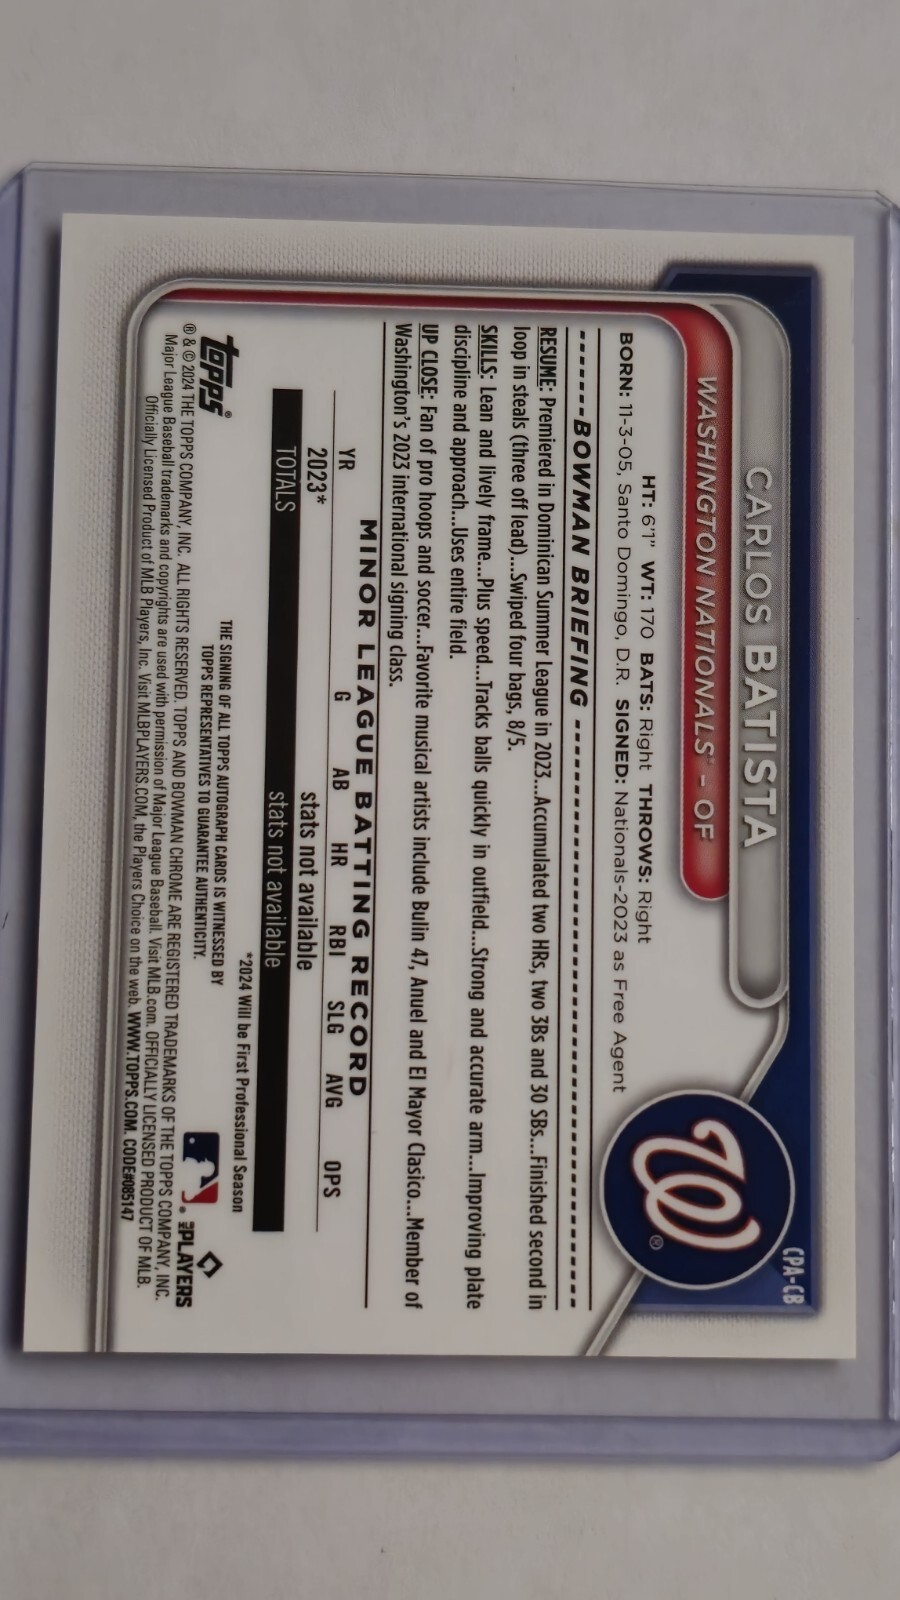 CPA-CB
CARLOS BATISTA
WASHINGTON NATIONALS® - OF
W®
HT: 6'1" WT: 170 BATS: Right THROWS: Right
BORN: 11-3-05, Santo Domingo, D.R. SIGNED: Nationals-2023 as Free Agent
BOWMAN BRIEFING
RESUME: Premiered in Dominican Summer League in 2023...Accumulated two HRs, two 3Bs and 30 SBs...Finished second in
loop in steals (three off lead)...Swiped four bags, 8/5.
SKILLS: Lean and lively frame...Plus speed...Tracks balls quickly in outfield...Strong and accurate arm...Improving plate
discipline and approach...Uses entire field.
UP CLOSE: Fan of pro hoops and soccer...Favorite musical artists include Bulin 47, Anuel and El Mayor Clasico...Member of
Washington's 2023 international signing class.
MINOR LEAGUE BATTING RECORD
YR G AB HR RBI SLG AVG OPS
2023* stats not available
TOTALS stats not available
*2024 Will be First Professional Season
topps®
THE SIGNING OF ALL TOPPS AUTOGRAPH CARDS IS WITNESSED BY
TOPPS REPRESENTATIVES TO GUARANTEE AUTHENTICITY.
MLB PLAYERS
® & © 2024 THE TOPPS COMPANY, INC. ALL RIGHTS RESERVED. TOPPS AND BOWMAN CHROME ARE REGISTERED TRADEMARKS OF THE TOPPS COMPANY, INC.
Major League Baseball trademarks and copyrights are used with permission of Major League Baseball. Visit MLB.com. OFFICIALLY LICENSED PRODUCT OF MLB.
Officially Licensed Product of MLB Players, Inc. Visit MLBPLAYERS.COM, the Players Choice on the web. WWW.TOPPS.COM. CODE#085147